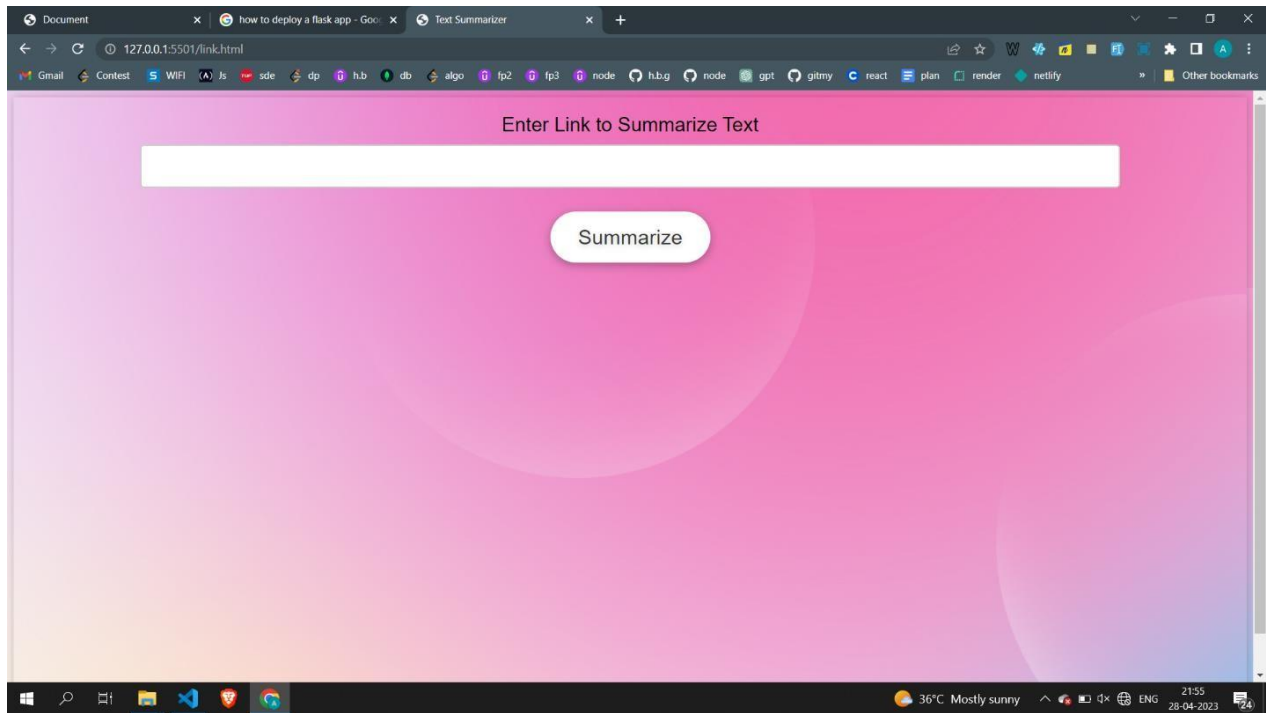 Document
how to deploy a flask app - Goo
Text Summarizer
127.0.0.1:5501/link.html
Gmail Contest WIFI Js sde dp h.b db algo fp2 fp3 node h.b.g node gpt gitmy react plan render netlify » Other bookmarks
Enter Link to Summarize Text
Summarize
36°C Mostly sunny ENG 21:55
28-04-2023 24